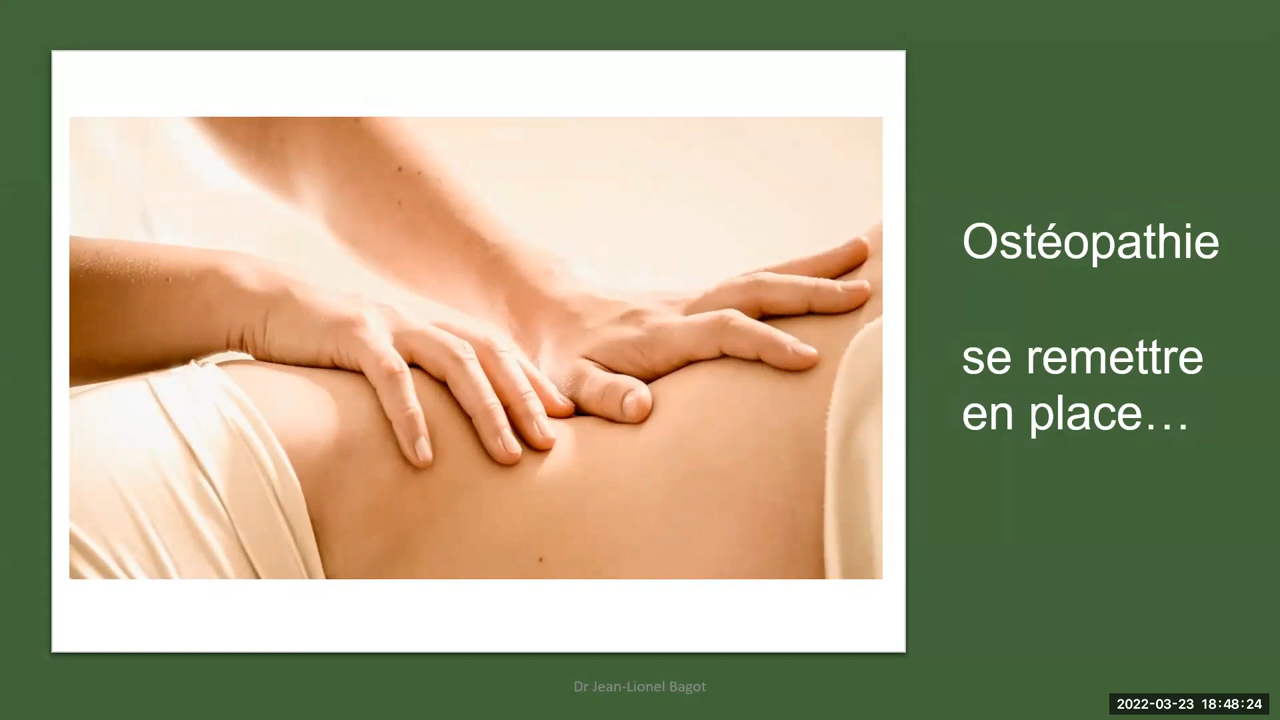 Ostéopathie
se remettre
en place…
Dr Jean-Lionel Bagot
2022-03-23 18:48:24